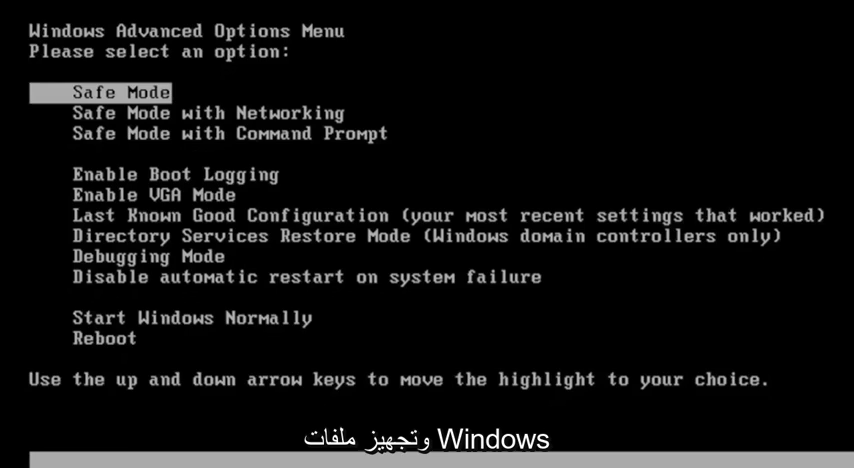 Windows Advanced Options Menu
Please select an option:
Safe Mode
Safe Mode with Networking
Safe Mode with Command Prompt
Enable Boot Logging
Enable VGA Mode
Last Known Good Configuration (your most recent settings that worked)
Directory Services Restore Mode (Windows domain controllers only)
Debugging Mode
Disable automatic restart on system failure
Start Windows Normally
Reboot
Use the up and down arrow keys to move the highlight to your choice.
وتجهيز ملفات Windows